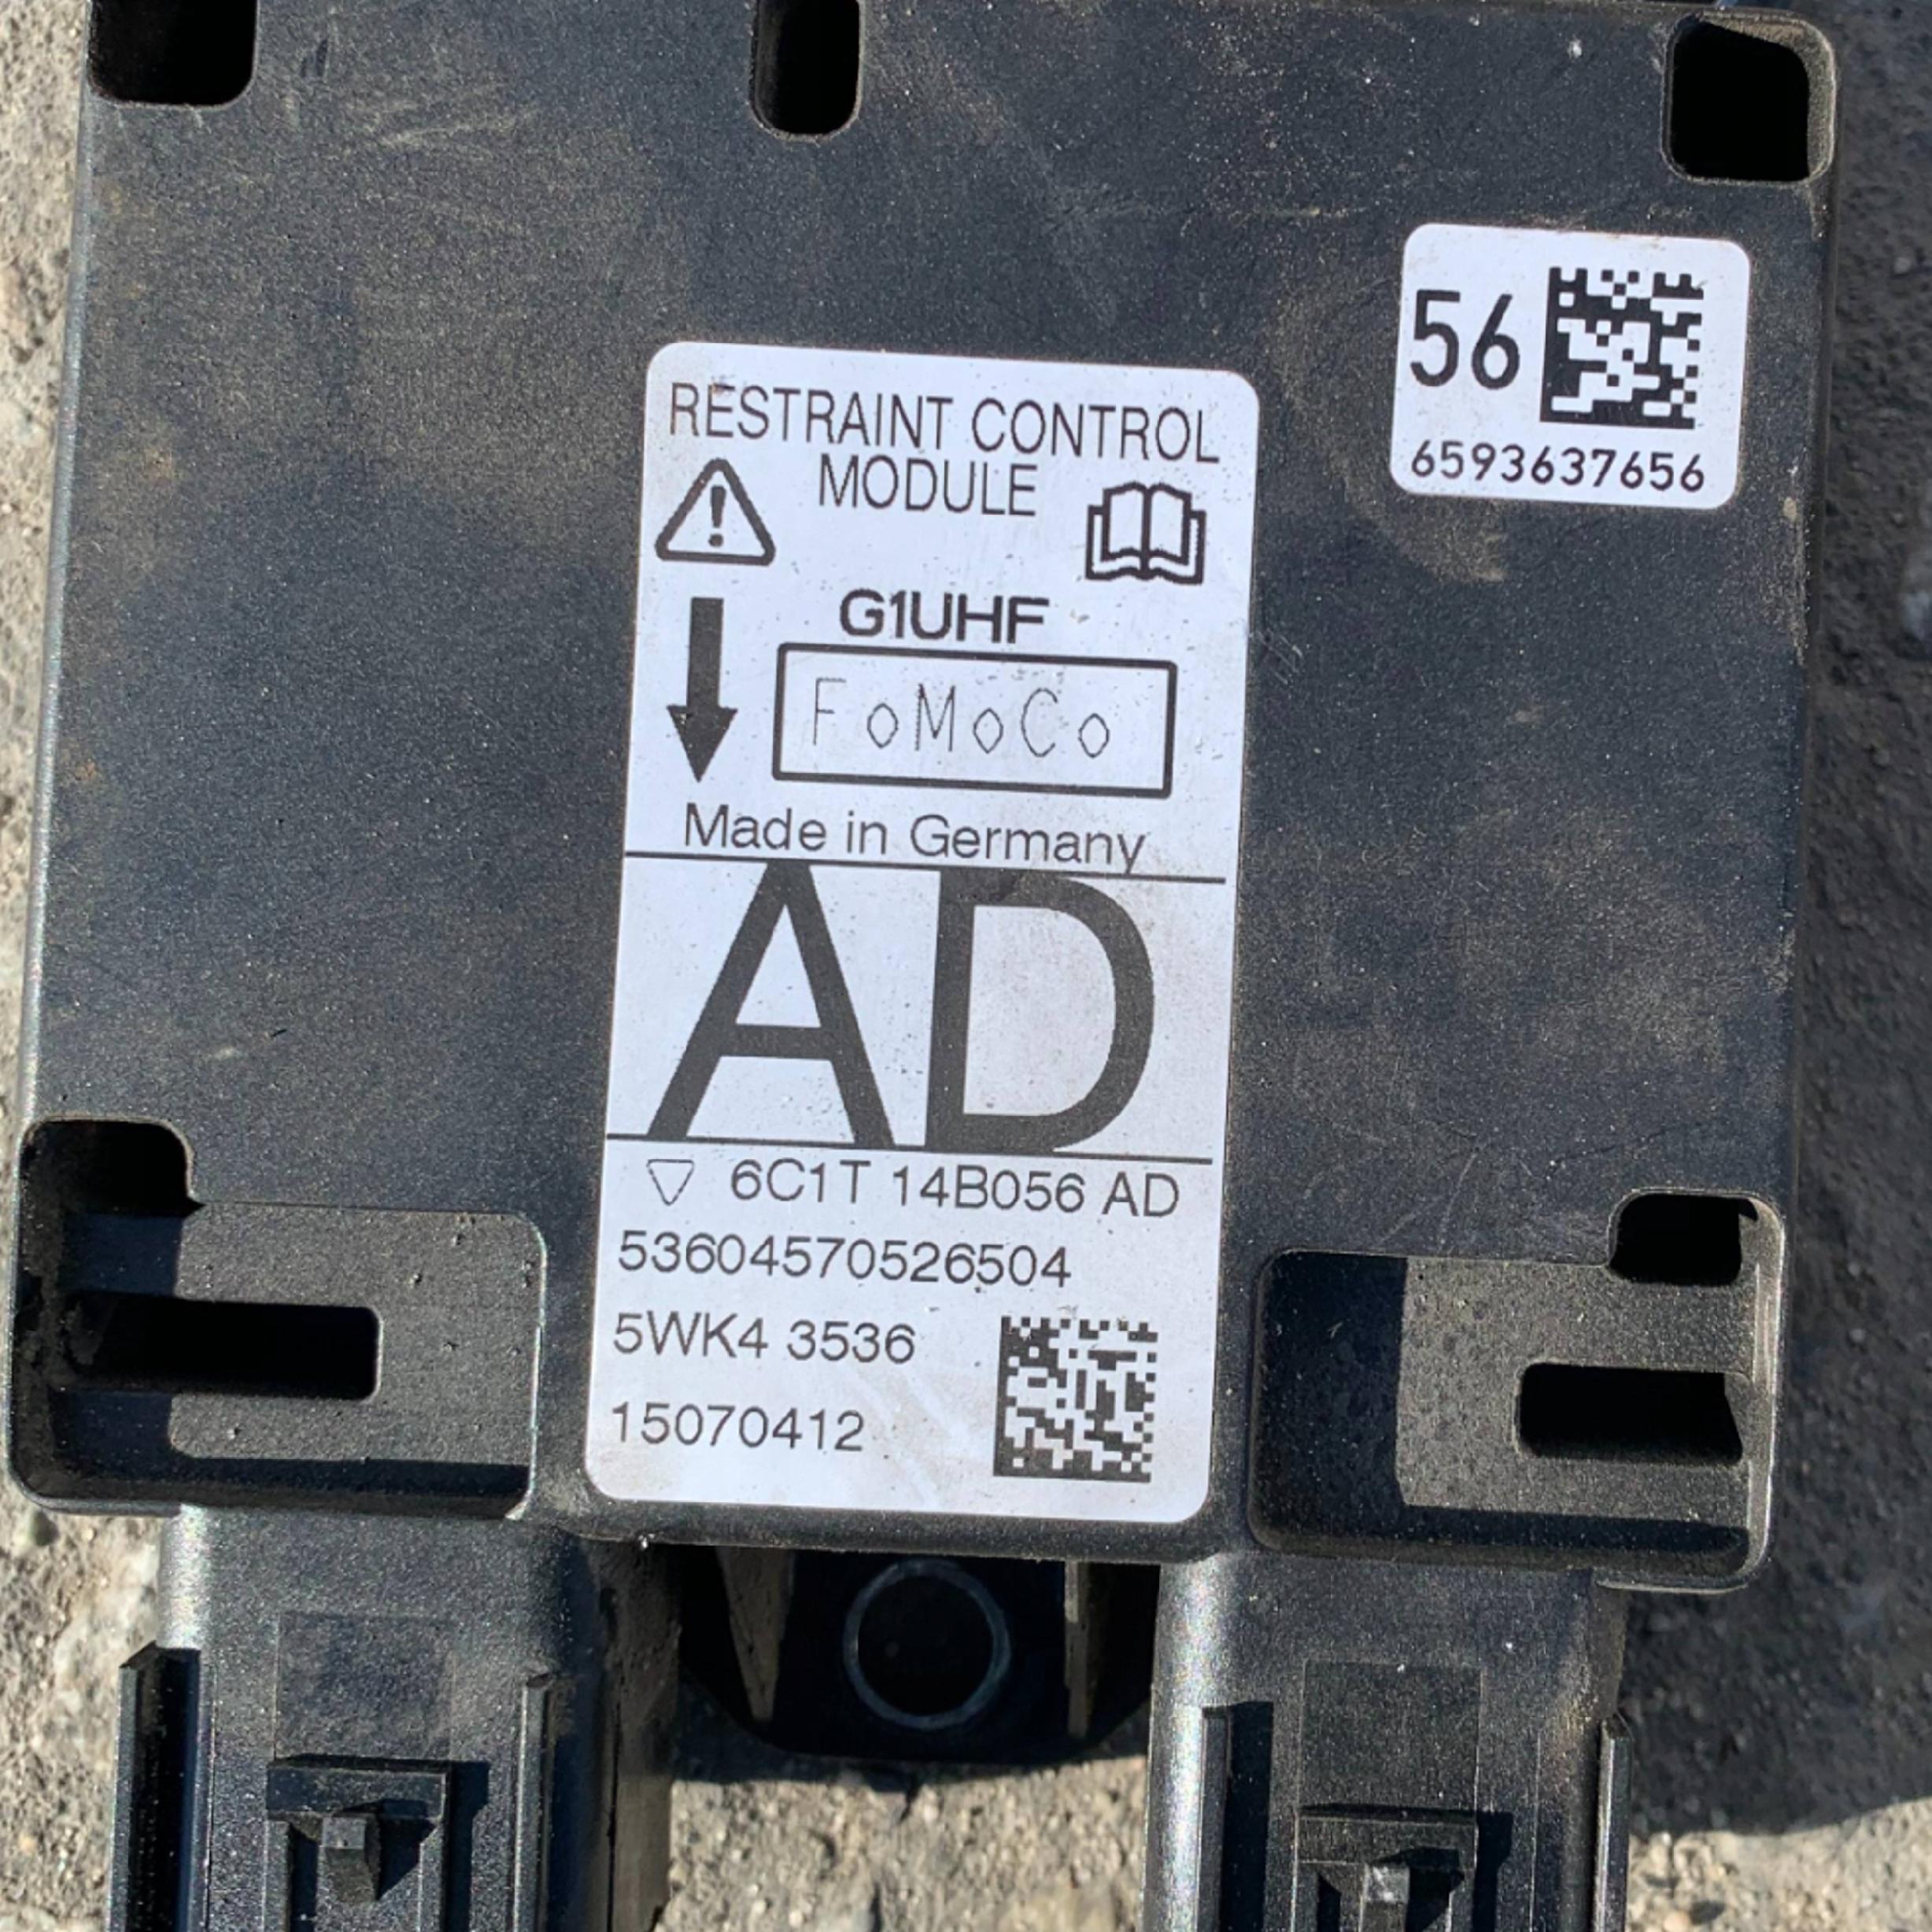 56
6593637656
RESTRAINT CONTROL
MODULE
G1UHF
FoMoCo
Made in Germany
AD
6C1T 14B056 AD
53604570526504
5WK4 3536
15070412